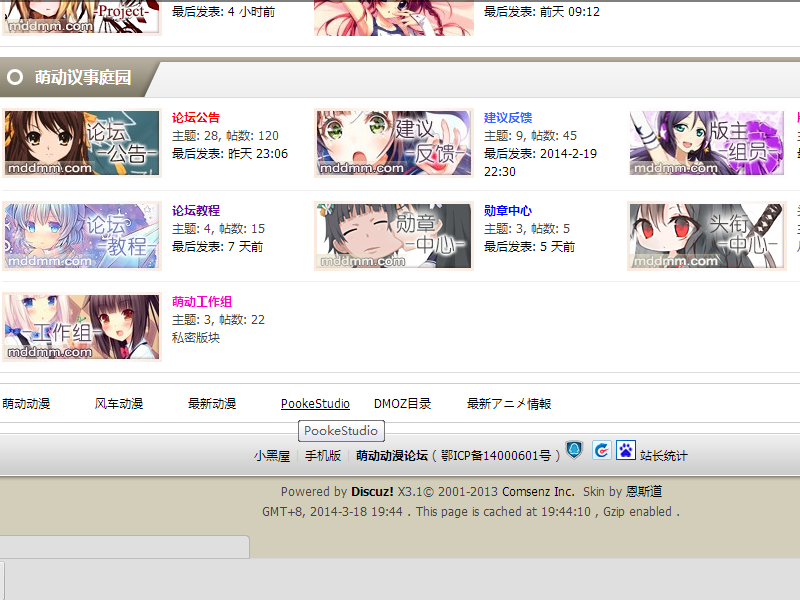 -Project-
mddmm.com
最后发表: 4 小时前
最后发表: 前天 09:12
萌动议事庭园
论坛
-公告-
mddmm.com
论坛公告
主题: 28, 帖数: 120
最后发表: 昨天 23:06
建议
-反馈-
mddmm.com
建议反馈
主题: 9, 帖数: 45
最后发表: 2014-2-19
22:30
版主
-组员-
mddmm.com
论坛
-教程-
mddmm.com
论坛教程
主题: 4, 帖数: 15
最后发表: 7 天前
勋章
-中心-
mddmm.com
勋章中心
主题: 3, 帖数: 5
最后发表: 5 天前
头衔
-中心-
mddmm.com
-工作组-
mddmm.com
萌动工作组
主题: 3, 帖数: 22
私密版块
萌动动漫 风车动漫 最新动漫 PookeStudio DMOZ目录 最新アニメ情報
PookeStudio
小黑屋 | 手机版 | 萌动动漫论坛 ( 鄂ICP备14000601号 ) 站长统计
Powered by Discuz! X3.1© 2001-2013 Comsenz Inc. Skin by 恩斯道
GMT+8, 2014-3-18 19:44 . This page is cached at 19:44:10 , Gzip enabled .